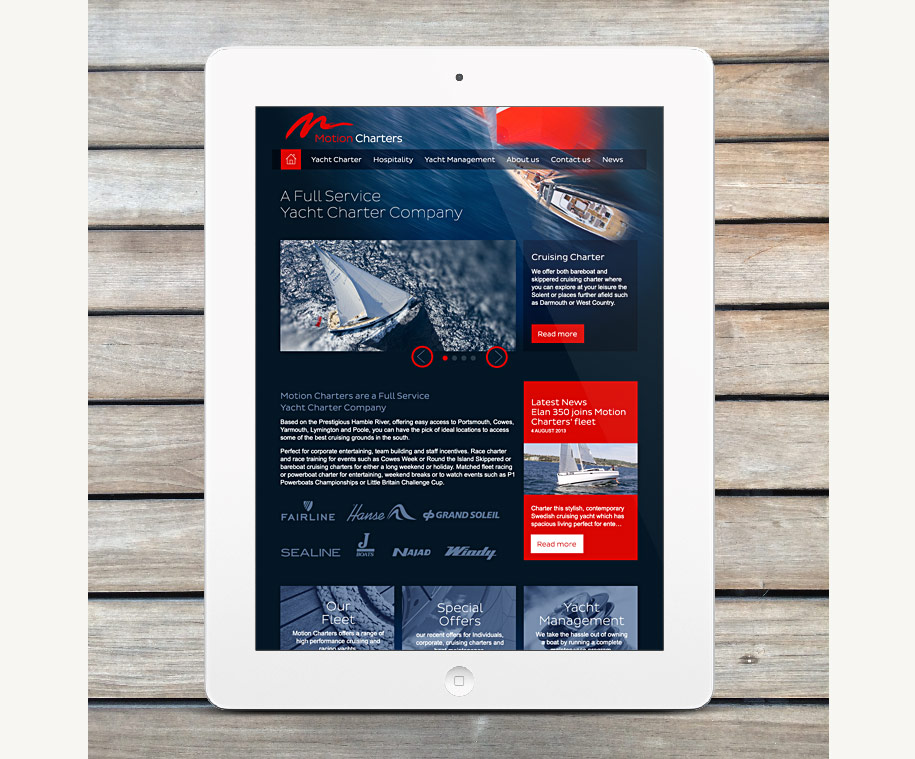 Motion Charters
Yacht Charter Hospitality Yacht Management About us Contact us News
A Full Service
Yacht Charter Company
Cruising Charter
We offer both bareboat and
skippered cruising charter where
you can explore at your leisure the
Solent or places further afield such
as Darmouth or West Country.
Read more
Motion Charters are a Full Service
Yacht Charter Company
Based on the Prestigious Hamble River, offering easy access to Portsmouth, Cowes,
Yarmouth, Lymington and Poole, you can have the pick of ideal locations to access
some of the best cruising grounds in the south.
Perfect for corporate entertaining, team building and staff incentives. Race charter
and race training for events such as Cowes Week or Round the Island Skippered or
bareboat cruising charters for either a long weekend or holiday. Matched fleet racing
or powerboat charter for entertaining, weekend breaks or to watch events such as P1
Powerboats Championships or Little Britain Challenge Cup.
FAIRLINE Hanse GRAND SOLEIL
SEALINE J BOATS NAJAD Windy
Latest News
Elan 350 joins Motion
Charters' fleet
4 AUGUST 2013
Charter this stylish, contemporary
Swedish cruising yacht which has
spacious living perfect for ente...
Read more
Our
Fleet
Motion Charters offers a range of
high performance cruising and
racing yachts
Special
Offers
our recent offers for Individuals,
corporate, cruising charters and
Yacht
Management
We take the hassle out of owning
a boat by running a complete
maintenance program